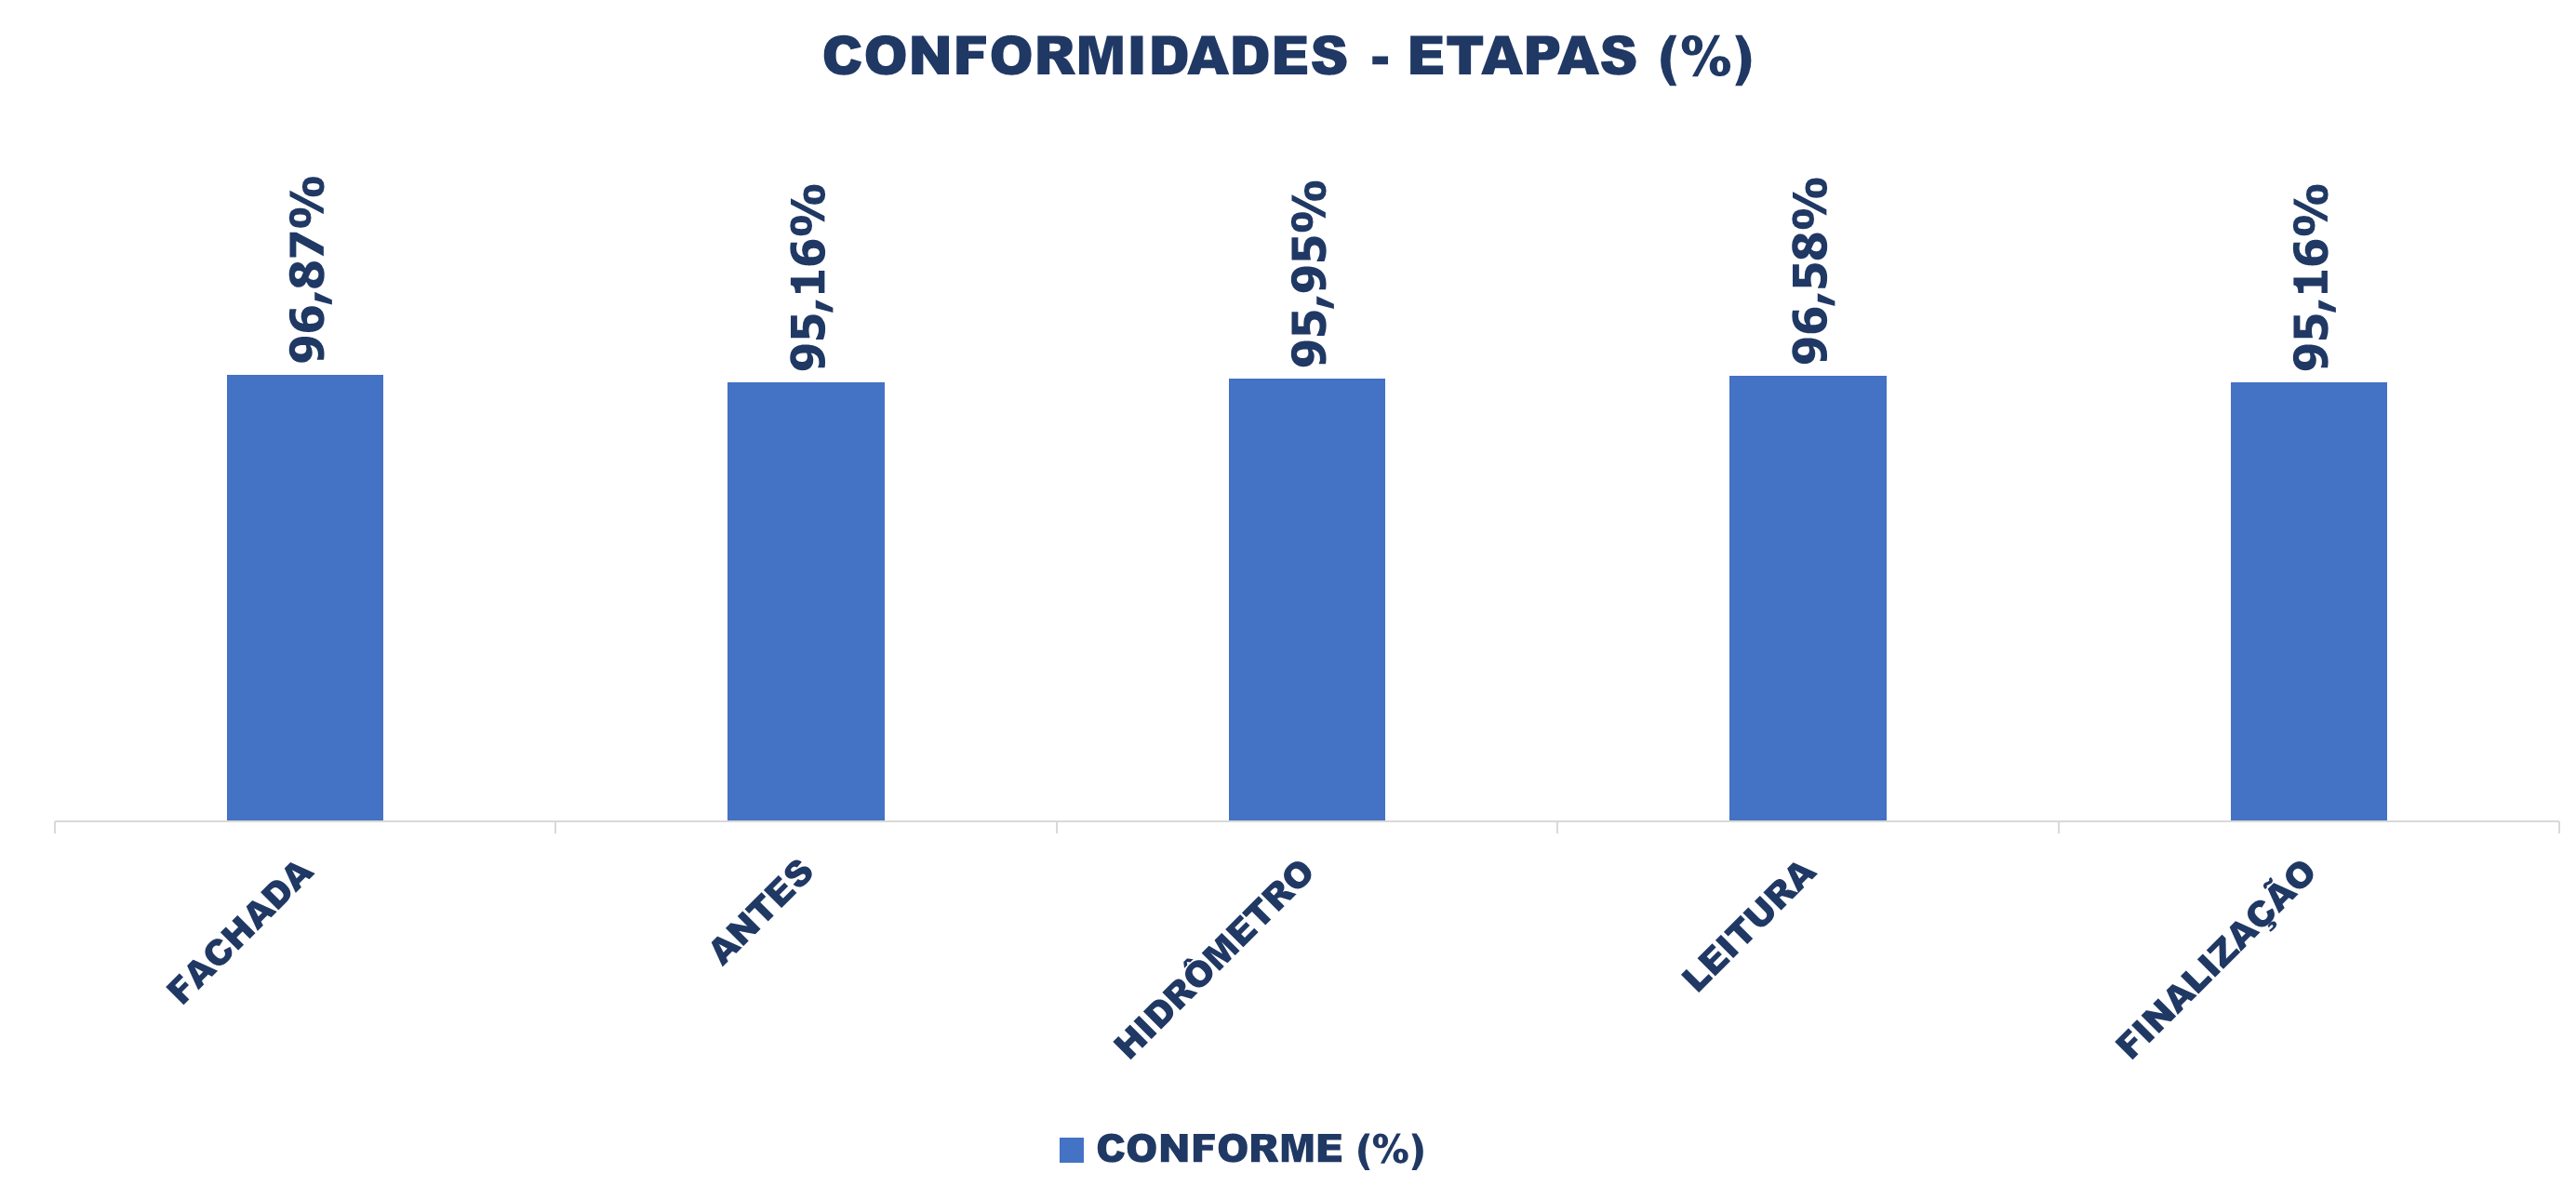 CONFORMIDADES - ETAPAS (%)
96,87%
95,16%
95,95%
96,58%
95,16%
FACHADA
ANTES
HIDRÔMETRO
LEITURA
FINALIZAÇÃO
CONFORME (%)